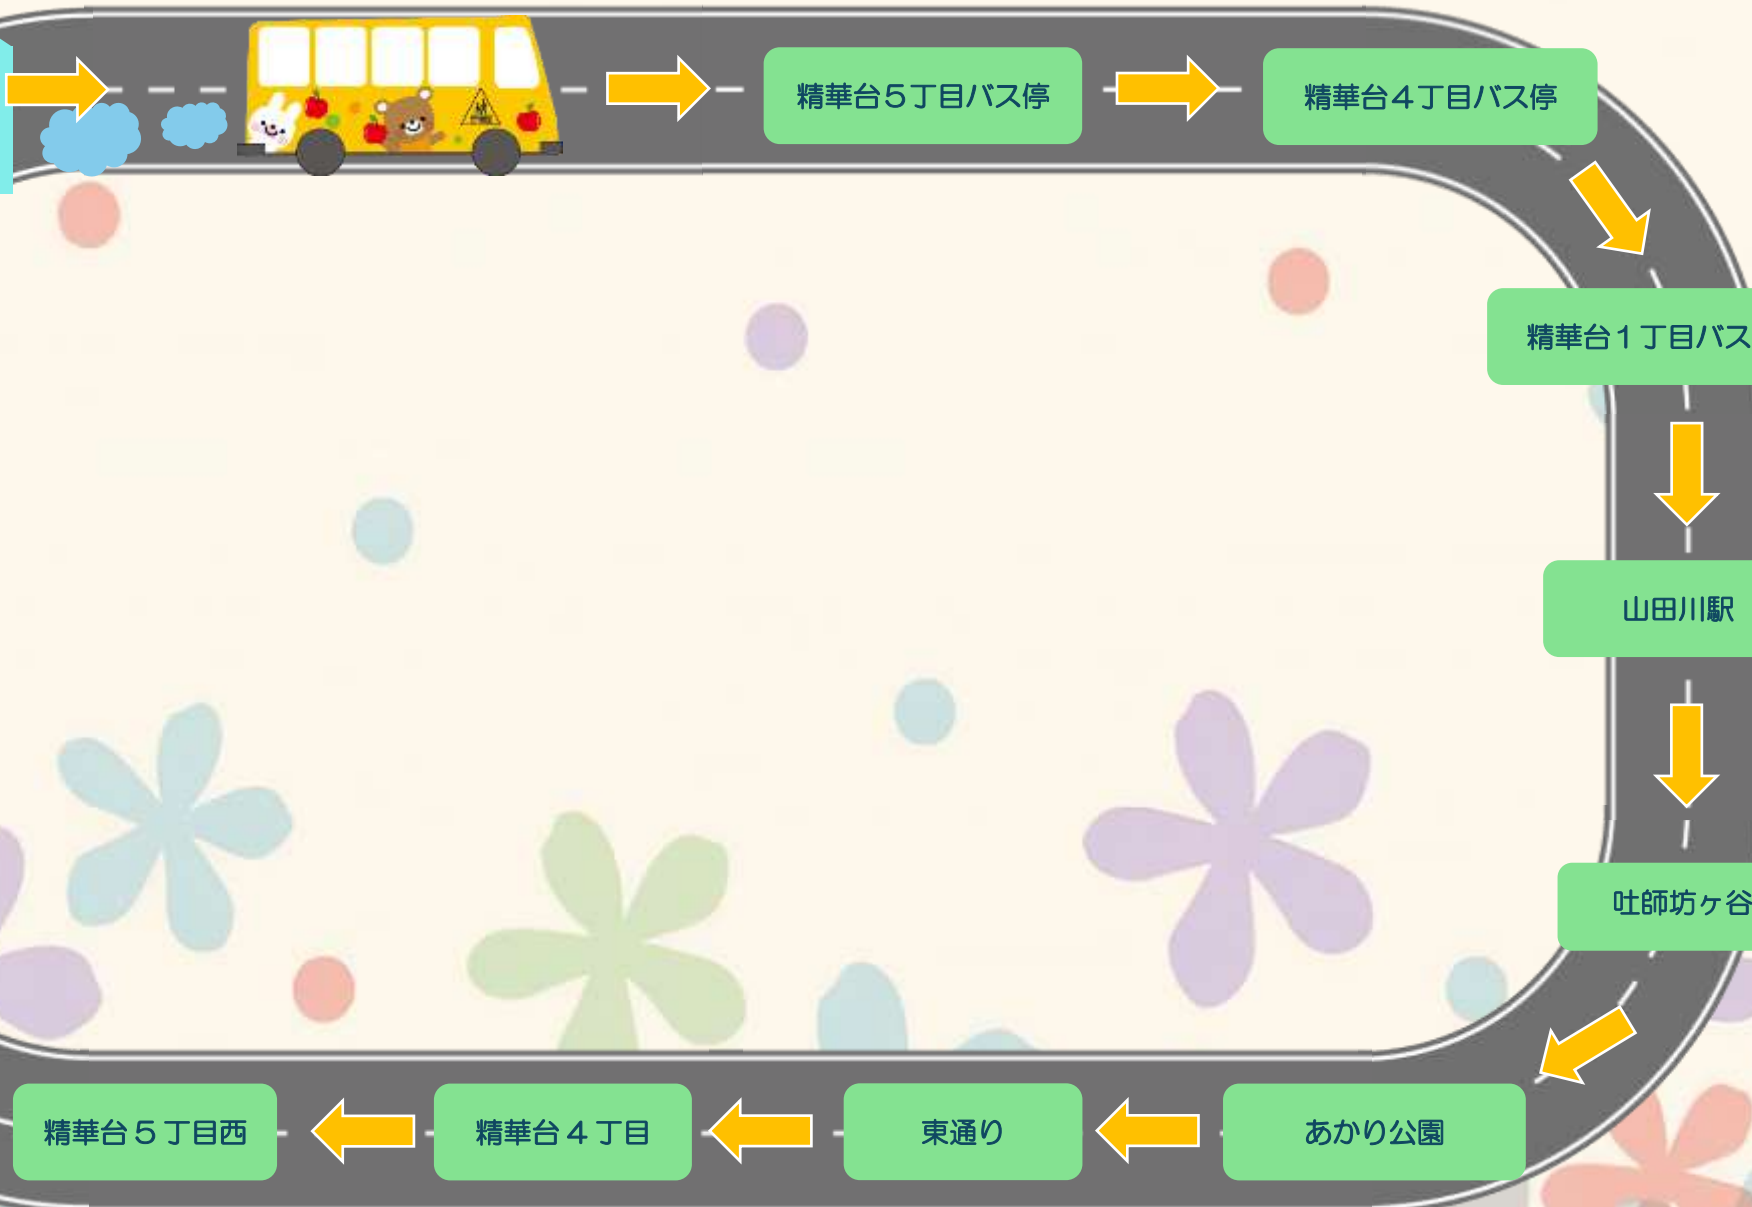 精華台５丁目バス停
精華台４丁目バス停
精華台１丁目バス
山田川駅
吐師坊ヶ谷
あかり公園
東通り
精華台４丁目
精華台５丁目西